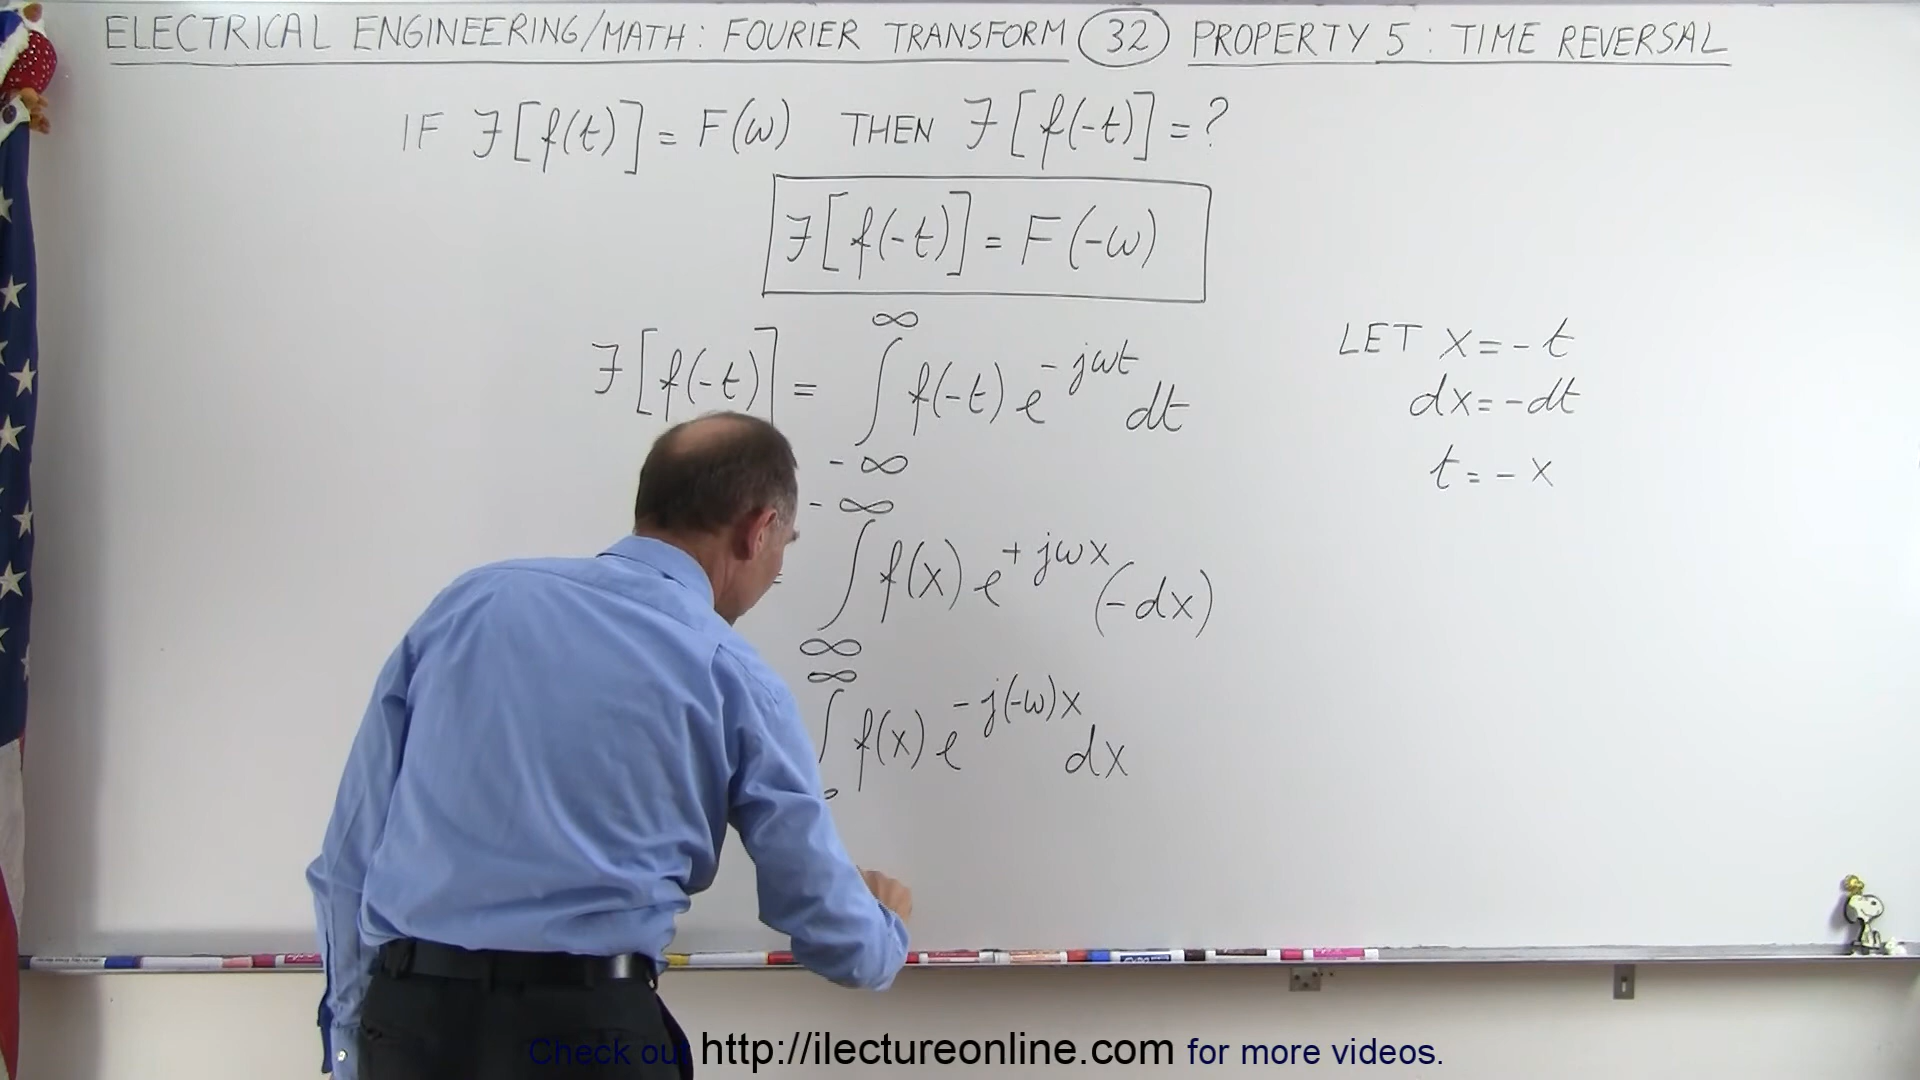 ELECTRICAL ENGINEERING/MATH: FOURIER TRANSFORM 32 PROPERTY 5: TIME REVERSAL
IF ℱ[f(t)] = F(ω) THEN ℱ[f(-t)] = ?
ℱ[f(-t)] = F(-ω)
ℱ[f(-t)] = ∫_{-∞}^{∞} f(-t) e^{-jωt} dt
= ∫_{∞}^{-∞} f(x) e^{+jωx} (-dx)
∫^{∞} f(x) e^{-j(-ω)x} dx
LET x = -t
dx = -dt
t = -x
Check out http://ilectureonline.com for more videos.